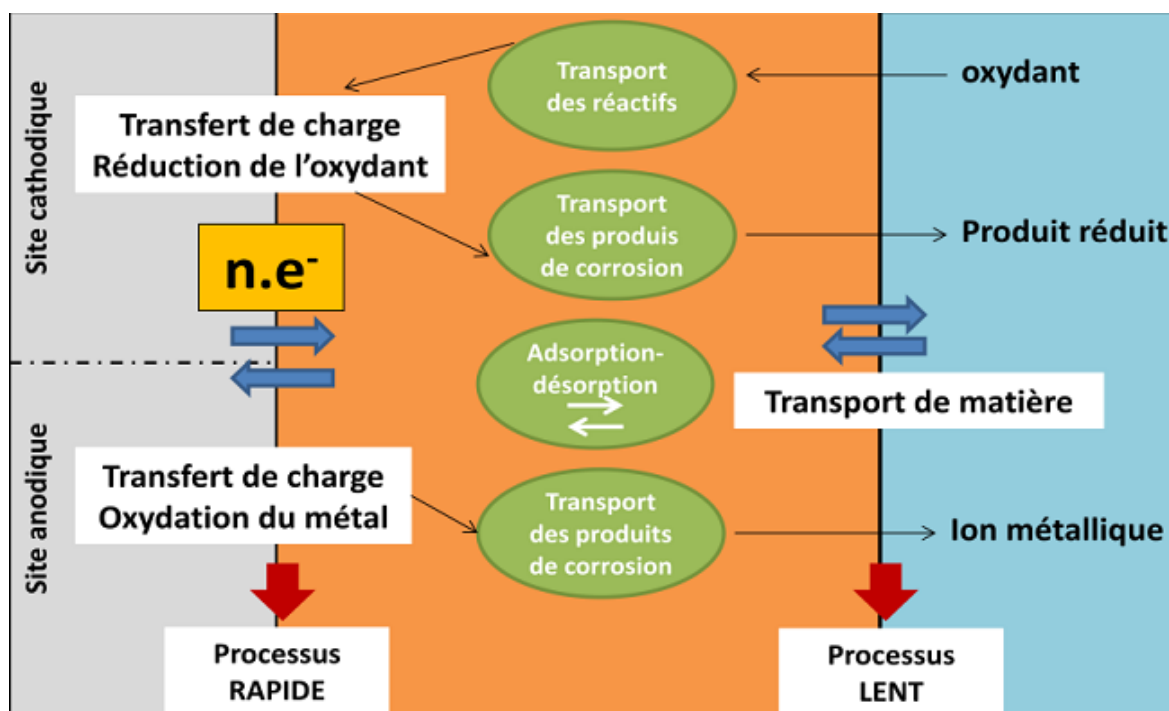 Site cathodique
Transport
des réactifs
oxydant
Transfert de charge
Réduction de l'oxydant
Transport
des produis
de corrosion
Produit réduit
n.e-
Adsorption-
désorption
Transport de matière
Site anodique
Transfert de charge
Oxydation du métal
Transport
des produits
de corrosion
Ion métallique
Processus
RAPIDE
Processus
LENT